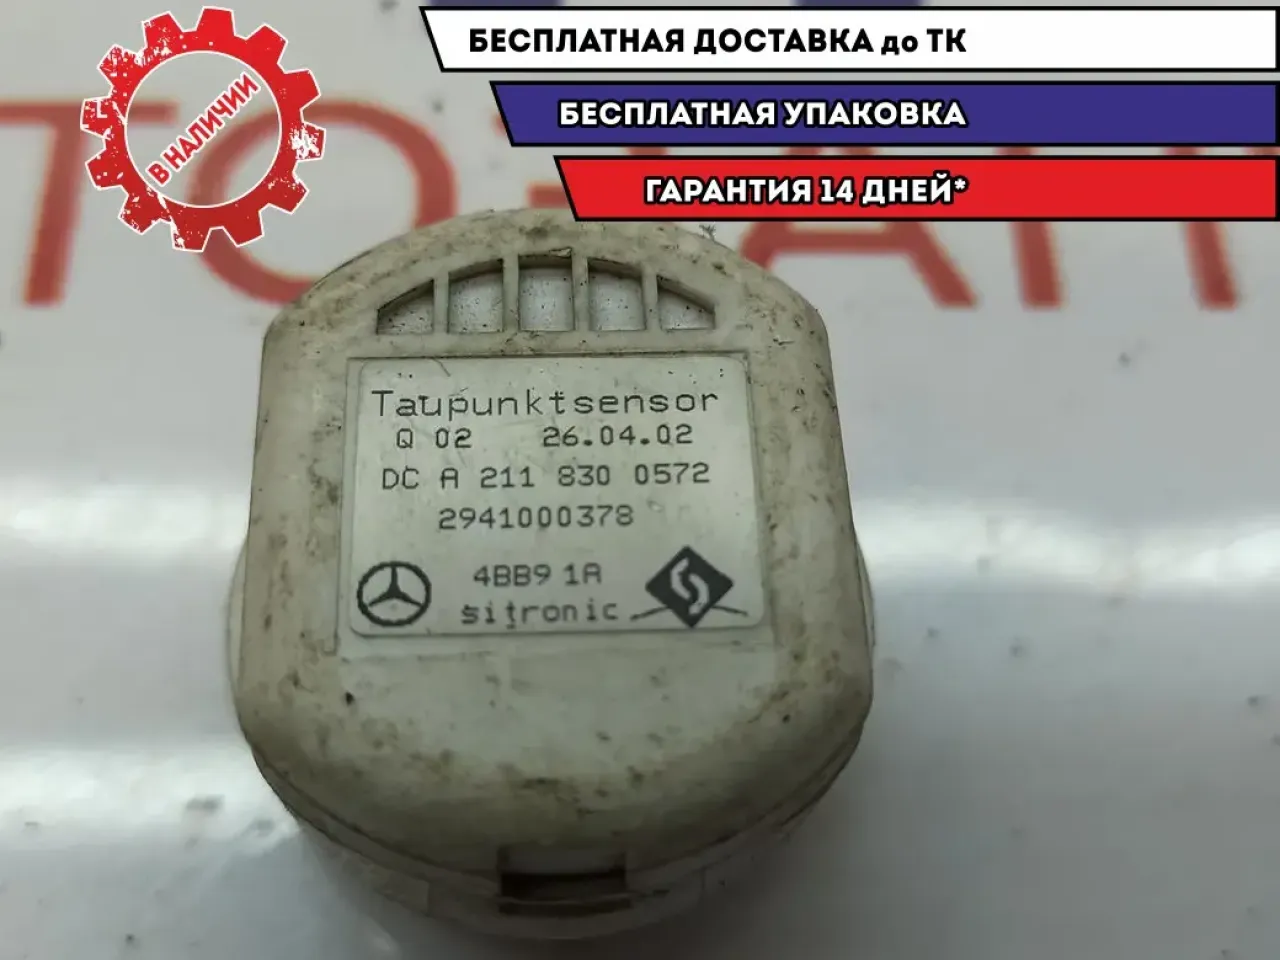 БЕСПЛАТНАЯ ДОСТАВКА до ТК
БЕСПЛАТНАЯ УПАКОВКА
ГАРАНТИЯ 14 ДНЕЙ*
В НАЛИЧИИ
Taupunktsensor
Q 02 26.04.02
DC A 211 830 0572
2941000378
4BB9 1A
sitronic